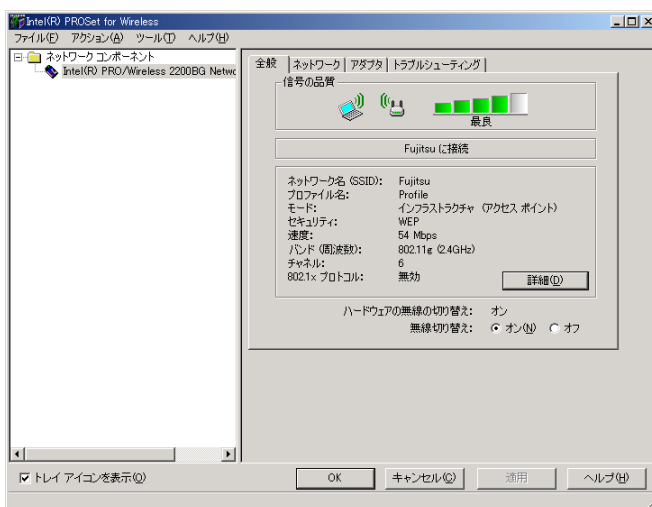 Intel(R) PROSet for Wireless
ファイル(F) アクション(A) ツール(T) ヘルプ(H)
ネットワーク コンポーネント
Intel(R) PRO/Wireless 2200BG Netwo
全般 ネットワーク アダプタ トラブルシューティング
信号の品質
最良
Fujitsu に接続
ネットワーク名 (SSID): Fujitsu
プロファイル名: Profile
モード: インフラストラクチャ (アクセス ポイント)
セキュリティ: WEP
速度: 54 Mbps
バンド (周波数): 802.11g (2.4GHz)
チャネル: 6
802.1x プロトコル: 無効
詳細(D)
ハードウェアの無線の切り替え: オン
無線切り替え: オン(N) オフ
トレイ アイコンを表示(O)
OK キャンセル(C) 適用 ヘルプ(H)